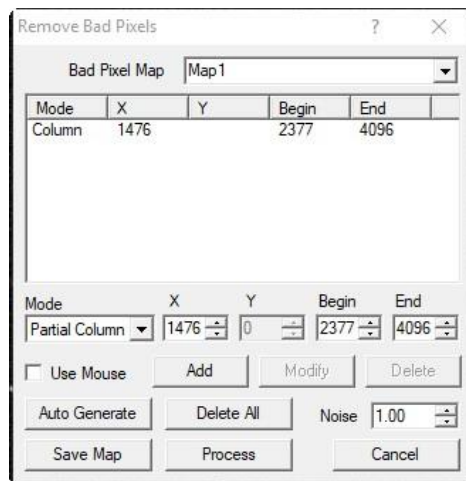 Remove Bad Pixels ? ×
Bad Pixel Map Map1
Mode X Y Begin End
Column 1476 2377 4096
Mode X Y Begin End
Partial Column 1476 0 2377 4096
Use Mouse Add Modify Delete
Auto Generate Delete All Noise 1.00
Save Map Process Cancel